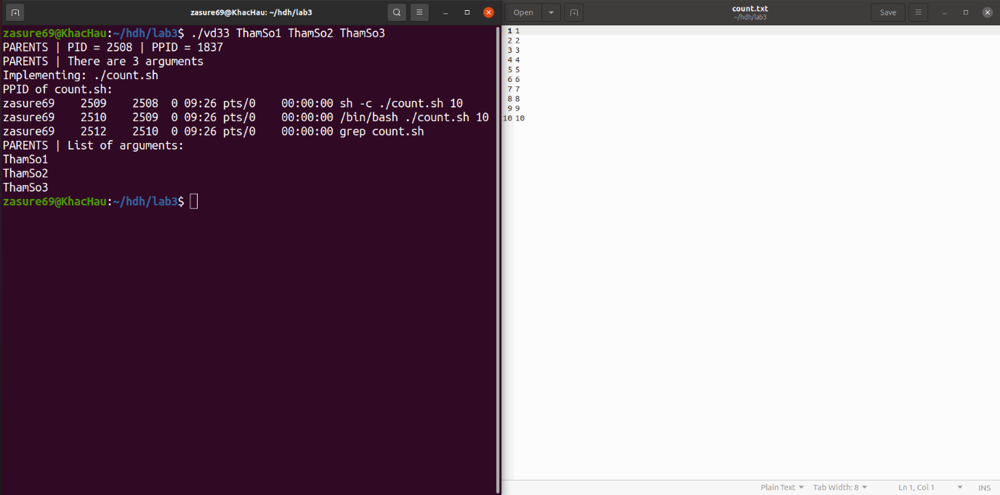 zasure69@KhacHau: ~/hdh/lab3
zasure69@KhacHau:~/hdh/lab3$ ./vd33 ThamSo1 ThamSo2 ThamSo3
PARENTS | PID = 2508 | PPID = 1837
PARENTS | There are 3 arguments
Implementing: ./count.sh
PPID of count.sh:
zasure69    2509    2508  0 09:26 pts/0    00:00:00 sh -c ./count.sh 10
zasure69    2510    2509  0 09:26 pts/0    00:00:00 /bin/bash ./count.sh 10
zasure69    2512    2510  0 09:26 pts/0    00:00:00 grep count.sh
PARENTS | List of arguments:
ThamSo1
ThamSo2
ThamSo3
zasure69@KhacHau:~/hdh/lab3$
Open
count.txt
~/hdh/lab3
Save
1 1
2 2
3 3
4 4
5 5
6 6
7 7
8 8
9 9
10 10
Plain Text
Tab Width: 8
Ln 1, Col 1
INS